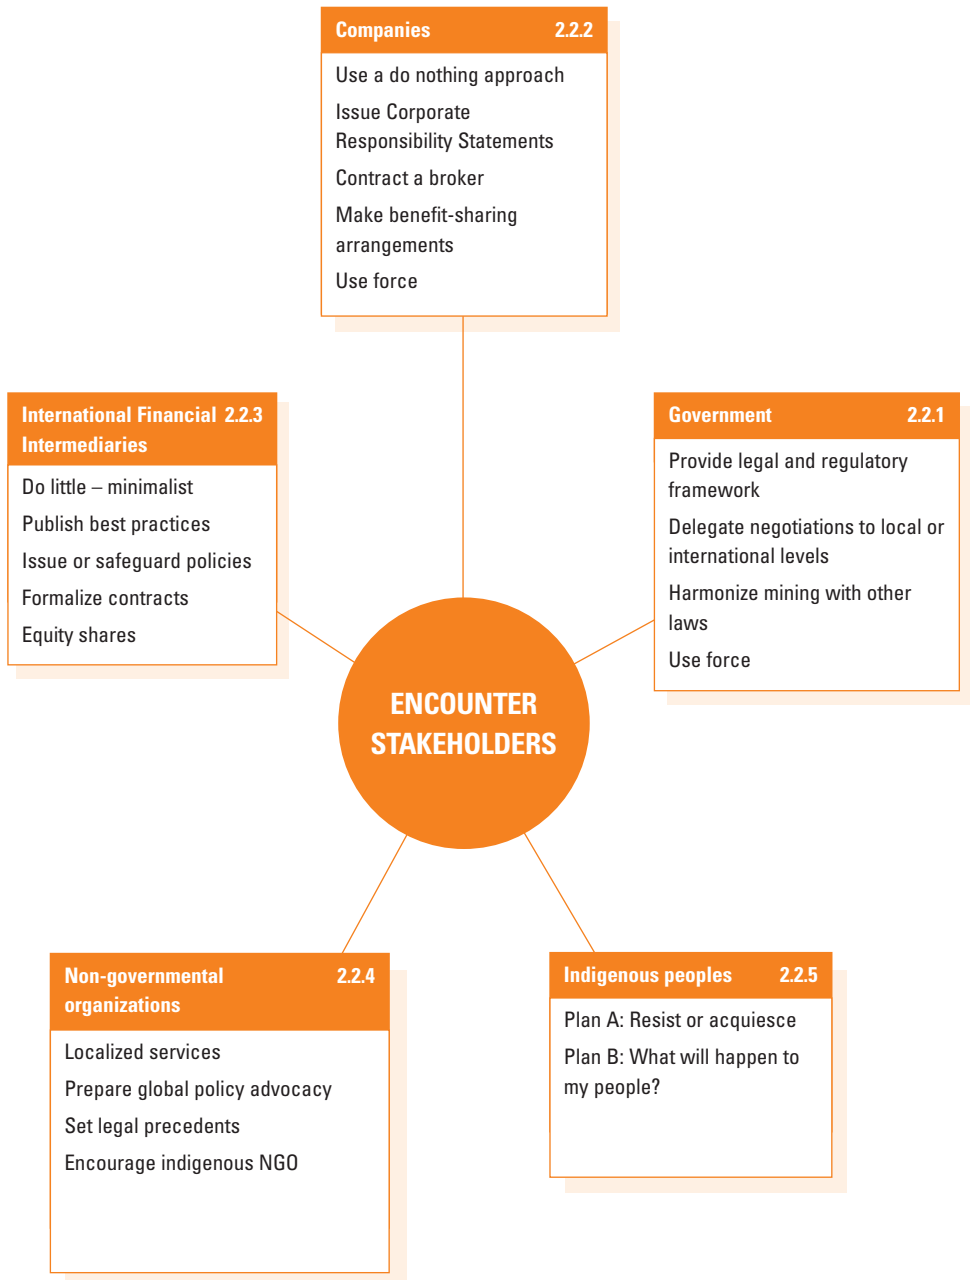 Companies 2.2.2
Use a do nothing approach
Issue Corporate
Responsibility Statements
Contract a broker
Make benefit-sharing
arrangements
Use force
International Financial 2.2.3
Intermediaries
Do little – minimalist
Publish best practices
Issue or safeguard policies
Formalize contracts
Equity shares
Government 2.2.1
Provide legal and regulatory
framework
Delegate negotiations to local or
international levels
Harmonize mining with other
laws
Use force
ENCOUNTER
STAKEHOLDERS
Non-governmental 2.2.4
organizations
Localized services
Prepare global policy advocacy
Set legal precedents
Encourage indigenous NGO
Indigenous peoples 2.2.5
Plan A: Resist or acquiesce
Plan B: What will happen to
my people?